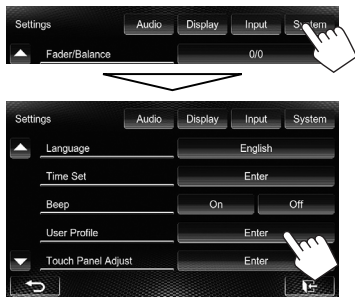 Settings Audio Display Input System
Fader/Balance 0/0
Settings Audio Display Input System
Language English
Time Set Enter
Beep On Off
User Profile Enter
Touch Panel Adjust Enter